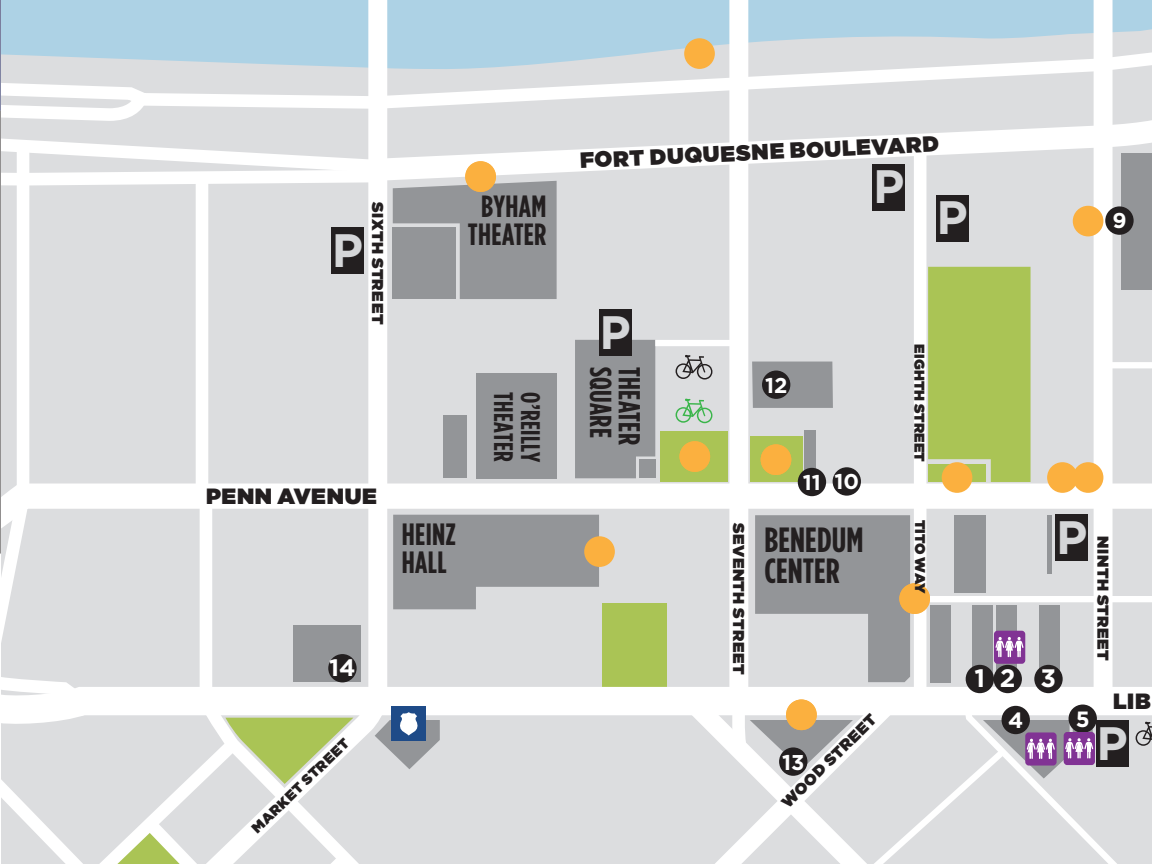 FORT DUQUESNE BOULEVARD
P
P
9
SIXTH STREET
P
BYHAM
THEATER
P
THEATER
SQUARE
O'REILLY
THEATER
12
EIGHTH STREET
11
10
PENN AVENUE
HEINZ
HALL
SEVENTH STREET
BENEDUM
CENTER
TITO WAY
P
NINTH STREET
14
1
2
3
LIB
4
5
P
13
WOOD STREET
MARKET STREET